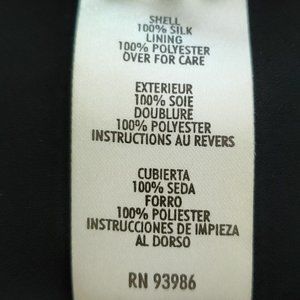 SHELL
100% SILK
LINING
100% POLYESTER
OVER FOR CARE
EXTERIEUR
100% SOIE
DOUBLURE
100% POLYESTER
INSTRUCTIONS AU REVERS
CUBIERTA
100% SEDA
FORRO
100% POLIESTER
INSTRUCCIONES DE IMPIEZA
AL DORSO
RN 93986